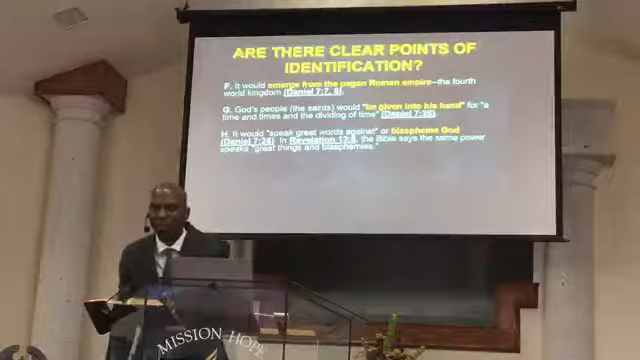 ARE THERE CLEAR POINTS OF
IDENTIFICATION?
F. It would emerge from the pagan Roman empire–the fourth
world kingdom (Daniel 7:7, 8).
G. God's people (the saints) would "be given into his hand" for "a
time and times and the dividing of time" (Daniel 7:25).
H. It would "speak great words against" or blaspheme God
(Daniel 7:25). In Revelation 13:5, the Bible says the same power
speaks "great things and blasphemies."
MISSION HOPE